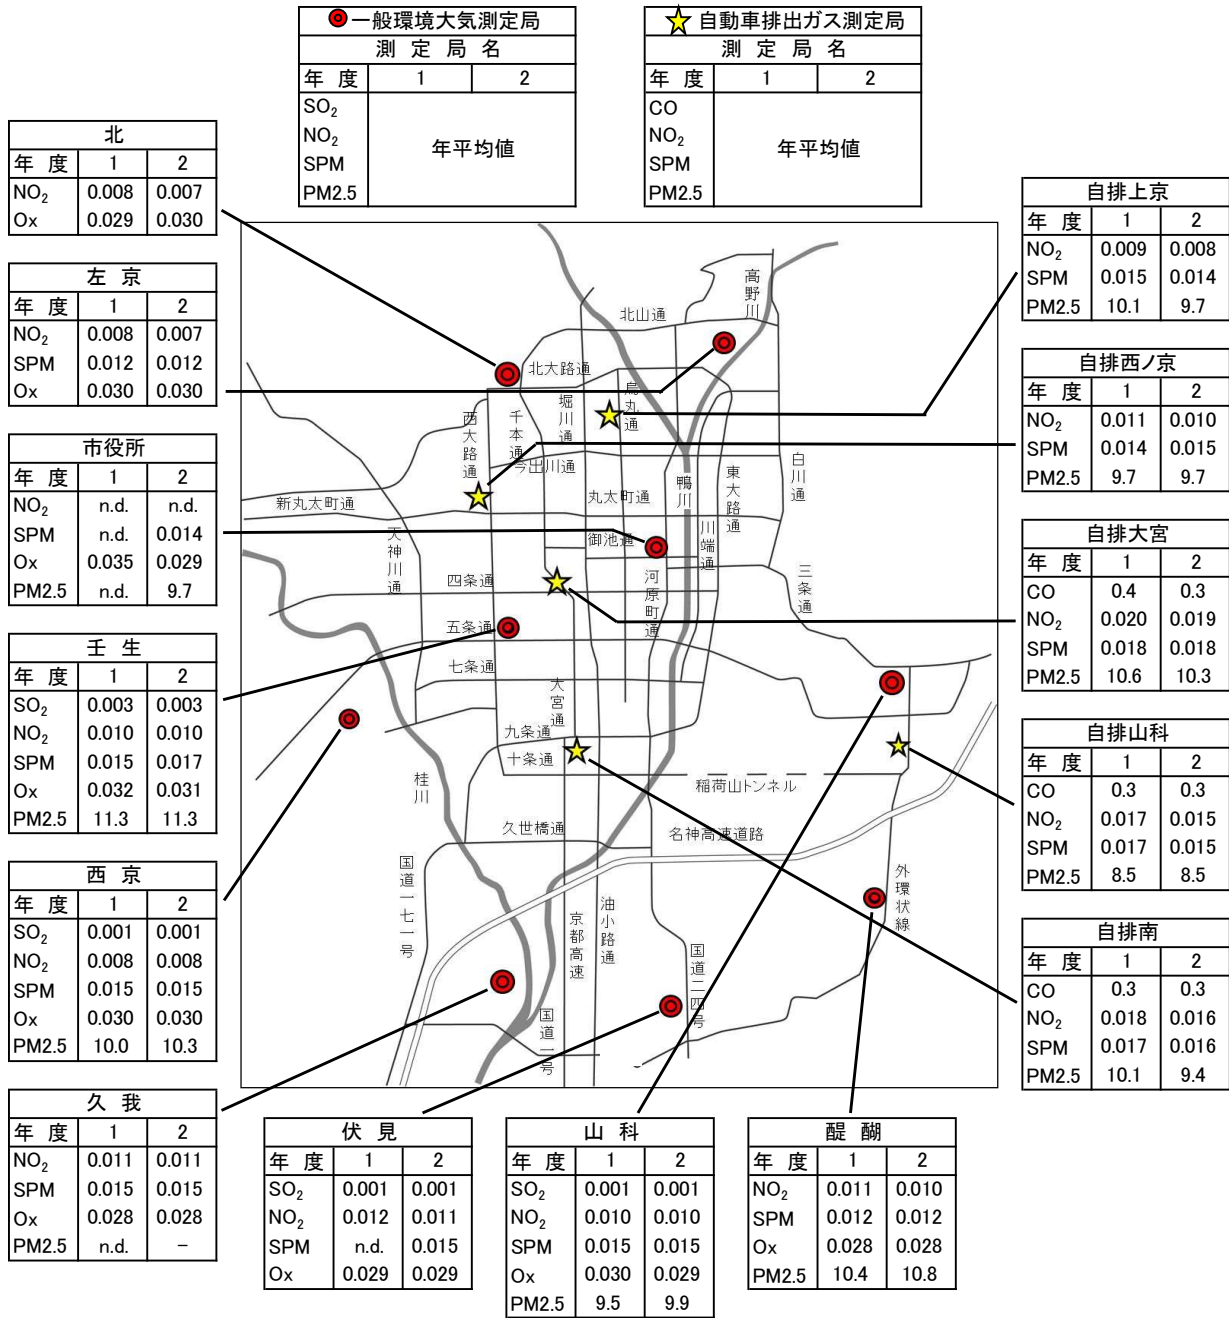 一般環境大気測定局
測 定 局 名
年 度 1 2
SO₂
NO₂
SPM
PM2.5
年平均値
自動車排出ガス測定局
測 定 局 名
年 度 1 2
CO
NO₂
SPM
PM2.5
年平均値
北
年 度 1 2
NO₂ 0.008 0.007
Ox 0.029 0.030
左 京
年 度 1 2
NO₂ 0.008 0.007
SPM 0.012 0.012
Ox 0.030 0.030
市役所
年 度 1 2
NO₂ n.d. n.d.
SPM n.d. 0.014
Ox 0.035 0.029
PM2.5 n.d. 9.7
壬 生
年 度 1 2
SO₂ 0.003 0.003
NO₂ 0.010 0.010
SPM 0.015 0.017
Ox 0.032 0.031
PM2.5 11.3 11.3
西 京
年 度 1 2
SO₂ 0.001 0.001
NO₂ 0.008 0.008
SPM 0.015 0.015
Ox 0.030 0.030
PM2.5 10.0 10.3
久 我
年 度 1 2
NO₂ 0.011 0.011
SPM 0.015 0.015
Ox 0.028 0.028
PM2.5 n.d. －
高野川
北山通
北大路通
烏丸通
堀川通
千本通
西大路通
今出川通
白川通
東大路通
鴨川
丸太町通
新丸太町通
川端通
御池通
天神川通
河原町通
三条通
四条通
五条通
七条通
大宮通
九条通
十条通
桂川
稲荷山トンネル
久世橋通
名神高速道路
国道一七一号
外環状線
油小路通
京都高速
国道二四号
国道一号
自排上京
年 度 1 2
NO₂ 0.009 0.008
SPM 0.015 0.014
PM2.5 10.1 9.7
自排西ノ京
年 度 1 2
NO₂ 0.011 0.010
SPM 0.014 0.015
PM2.5 9.7 9.7
自排大宮
年 度 1 2
CO 0.4 0.3
NO₂ 0.020 0.019
SPM 0.018 0.018
PM2.5 10.6 10.3
自排山科
年 度 1 2
CO 0.3 0.3
NO₂ 0.017 0.015
SPM 0.017 0.015
PM2.5 8.5 8.5
自排南
年 度 1 2
CO 0.3 0.3
NO₂ 0.018 0.016
SPM 0.017 0.016
PM2.5 10.1 9.4
伏 見
年 度 1 2
SO₂ 0.001 0.001
NO₂ 0.012 0.011
SPM n.d. 0.015
Ox 0.029 0.029
山 科
年 度 1 2
SO₂ 0.001 0.001
NO₂ 0.010 0.010
SPM 0.015 0.015
Ox 0.030 0.029
PM2.5 9.5 9.9
醍 醐
年 度 1 2
NO₂ 0.011 0.010
SPM 0.012 0.012
Ox 0.028 0.028
PM2.5 10.4 10.8